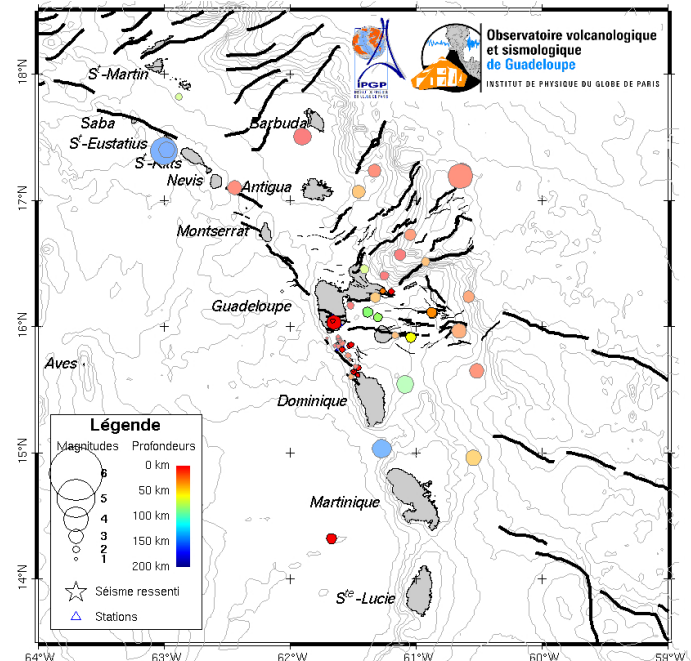 Observatoire volcanologique
et sismologique
de Guadeloupe
INSTITUT DE PHYSIQUE DU GLOBE DE PARIS
IPGP
18°N
17°N
16°N
15°N
14°N
64°W
63°W
62°W
61°W
60°W
59°W
St-Martin
Saba
St-Eustatius
St-Kitts
Nevis
Barbuda
Antigua
Montserrat
Guadeloupe
Aves
Dominique
Martinique
Ste-Lucie
Légende
Magnitudes Profondeurs
6
5
4
3
2
1
0 km
50 km
100 km
150 km
200 km
Séisme ressenti
Stations